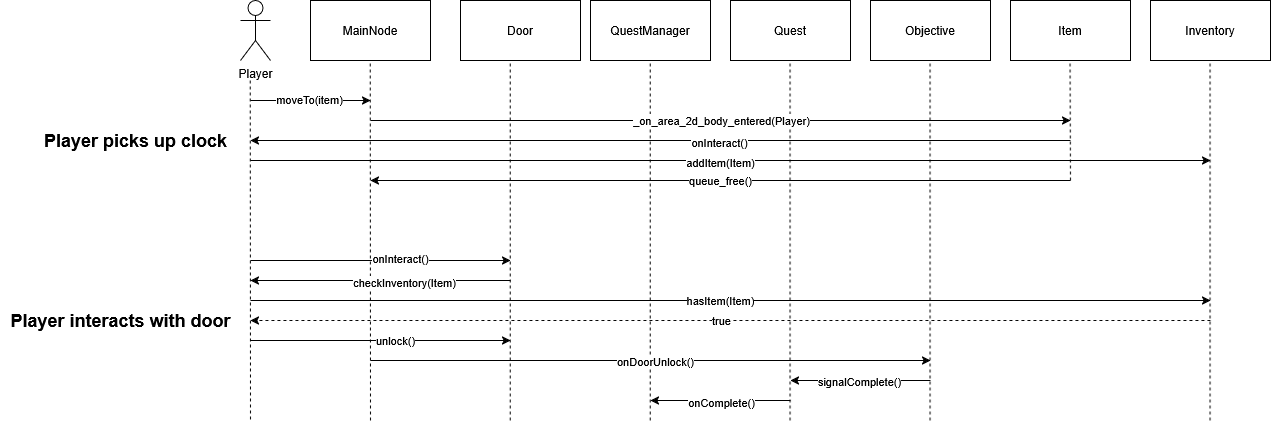 MainNode
Door
QuestManager
Quest
Objective
Item
Inventory
Player
moveTo(item)
_on_area_2d_body_entered(Player)
Player picks up clock
onInteract()
addItem(Item)
queue_free()
onInteract()
checkInventory(Item)
hasItem(Item)
Player interacts with door
true
unlock()
onDoorUnlock()
signalComplete()
onComplete()